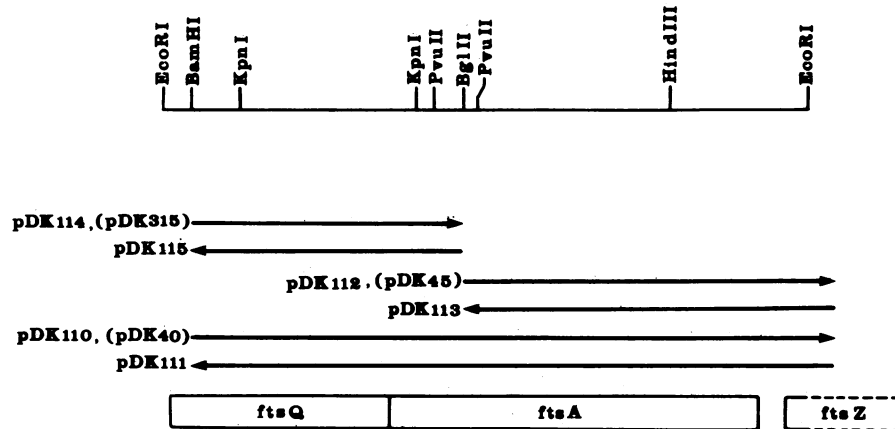 EcoRI
BamHI
KpnI
KpnI
PvuII
BglII
PvuII
HindIII
EcoRI
pDK114,(pDK315)
pDK115
pDK112,(pDK45)
pDK113
pDK110,(pDK40)
pDK111
ftsQ
ftsA
ftsZ